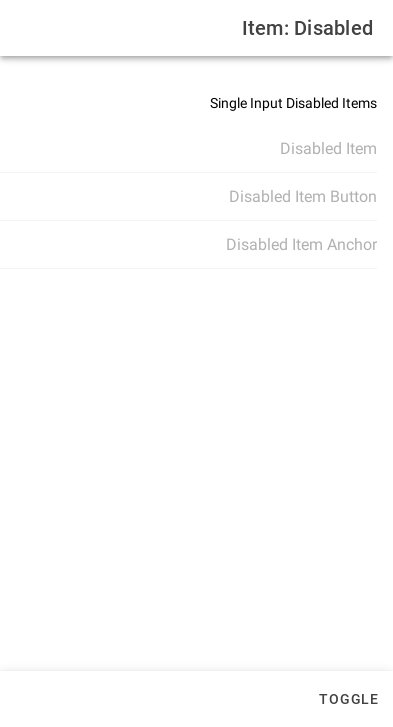 Item: Disabled
Single Input Disabled Items
Disabled Item
Disabled Item Button
Disabled Item Anchor
TOGGLE